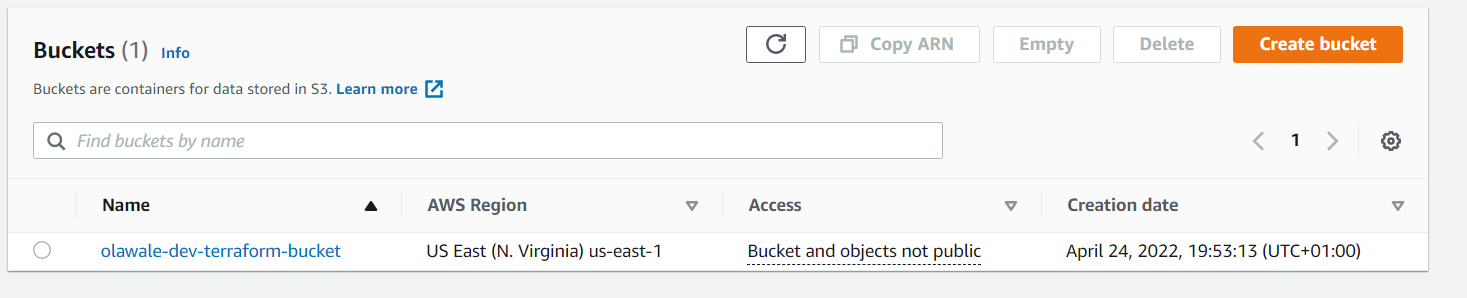 Buckets (1) Info
Copy ARN
Empty
Delete
Create bucket
Buckets are containers for data stored in S3. Learn more
Find buckets by name
1
Name AWS Region Access Creation date
olawale-dev-terraform-bucket US East (N. Virginia) us-east-1 Bucket and objects not public April 24, 2022, 19:53:13 (UTC+01:00)